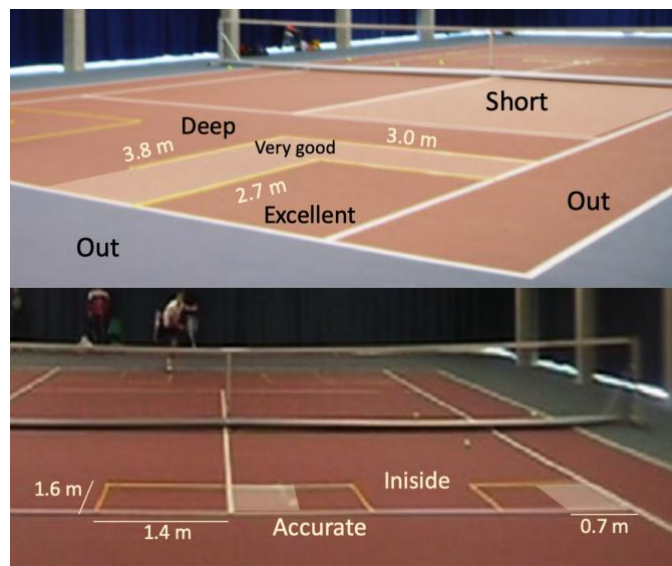 Short
Deep
3.8 m
Very good
3.0 m
2.7 m
Excellent
Out
Out
Iniside
1.6 m
1.4 m
Accurate
0.7 m